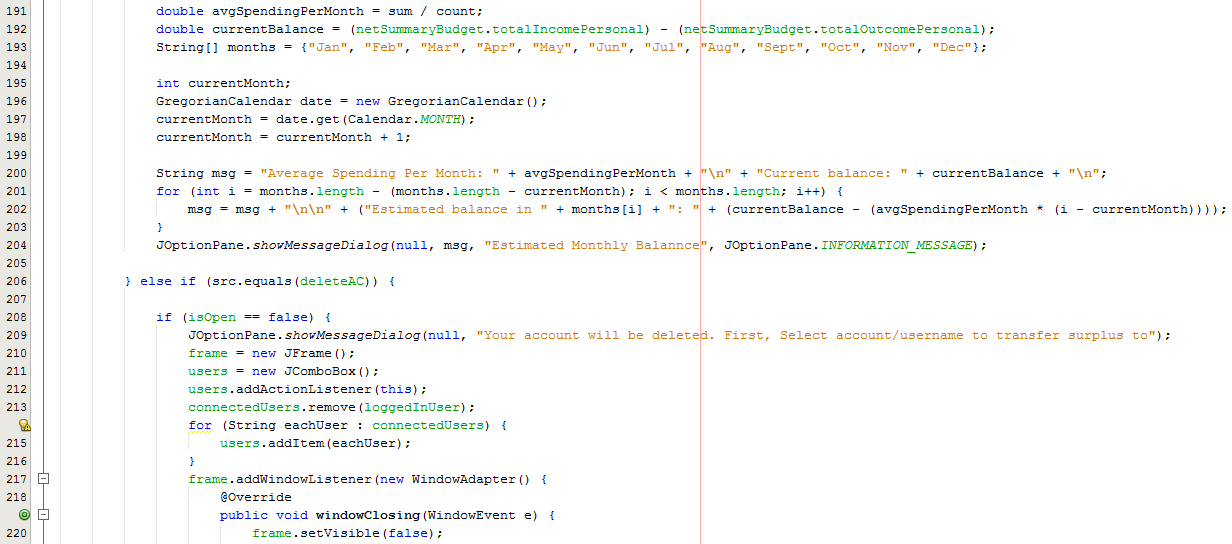 191 double avgSpendingPerMonth = sum / count;
192 double currentBalance = (netSummaryBudget.totalIncomePersonal) - (netSummaryBudget.totalOutcomePersonal);
193 String[] months = {"Jan", "Feb", "Mar", "Apr", "May", "Jun", "Jul", "Aug", "Sept", "Oct", "Nov", "Dec"};
194
195 int currentMonth;
196 GregorianCalendar date = new GregorianCalendar();
197 currentMonth = date.get(Calendar.MONTH);
198 currentMonth = currentMonth + 1;
199
200 String msg = "Average Spending Per Month: " + avgSpendingPerMonth + "\n" + "Current balance: " + currentBalance + "\n";
201 for (int i = months.length - (months.length - currentMonth); i < months.length; i++) {
202 msg = msg + "\n\n" + ("Estimated balance in " + months[i] + ": " + (currentBalance - (avgSpendingPerMonth * (i - currentMonth))));
203 }
204 JOptionPane.showMessageDialog(null, msg, "Estimated Monthly Balannce", JOptionPane.INFORMATION_MESSAGE);
205
206 } else if (src.equals(deleteAC)) {
207
208 if (isOpen == false) {
209 JOptionPane.showMessageDialog(null, "Your account will be deleted. First, Select account/username to transfer surplus to");
210 frame = new JFrame();
211 users = new JComboBox();
212 users.addActionListener(this);
213 connectedUsers.remove(loggedInUser);
for (String eachUser : connectedUsers) {
215 users.addItem(eachUser);
216 }
217 frame.addWindowListener(new WindowAdapter() {
218 @Override
public void windowClosing(WindowEvent e) {
220 frame.setVisible(false);